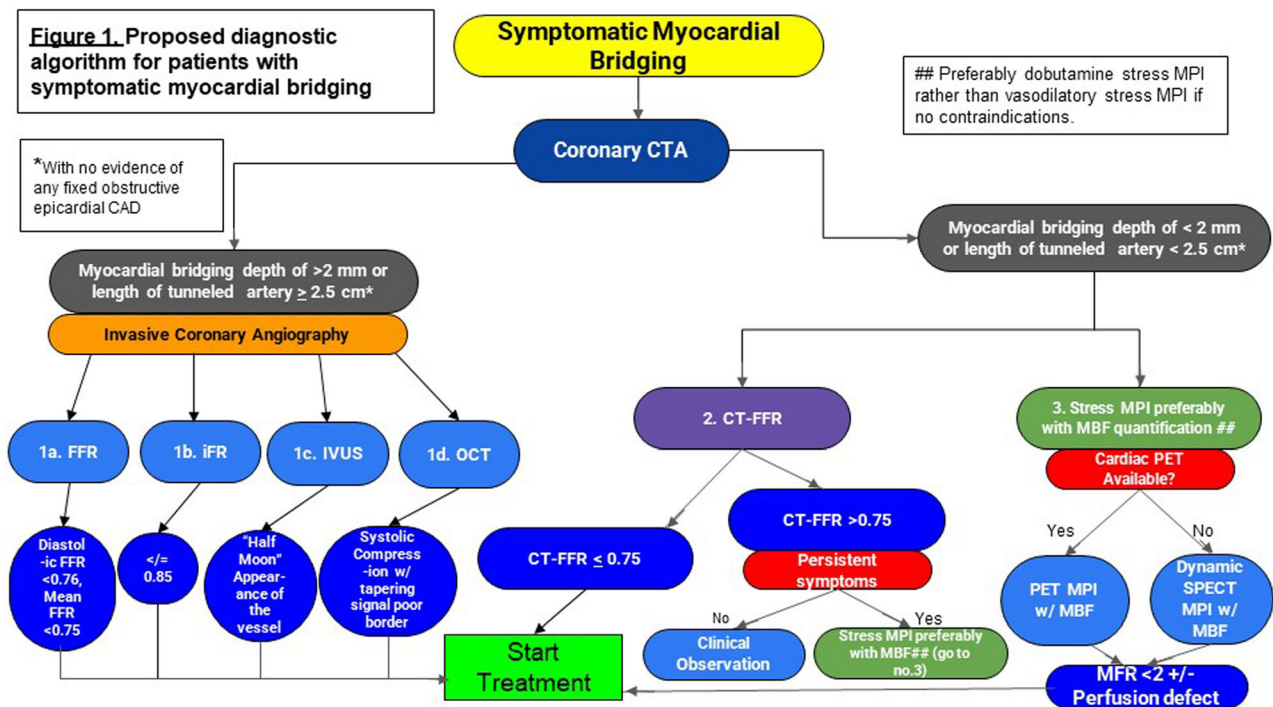 Figure 1. Proposed diagnostic
algorithm for patients with
symptomatic myocardial bridging
Symptomatic Myocardial
Bridging
## Preferably dobutamine stress MPI
rather than vasodilatory stress MPI if
no contraindications.
*With no evidence of
any fixed obstructive
epicardial CAD
Coronary CTA
Myocardial bridging depth of >2 mm or
length of tunneled artery ≥ 2.5 cm*
Invasive Coronary Angiography
Myocardial bridging depth of < 2 mm
or length of tunneled artery < 2.5 cm*
1a. FFR
1b. iFR
1c. IVUS
1d. OCT
2. CT-FFR
3. Stress MPI preferably
with MBF quantification ##
Cardiac PET
Available?
Diastol
-ic FFR
<0.76,
Mean
FFR
<0.75
</=
0.85
"Half
Moon"
Appear-
ance of
the
vessel
Systolic
Compress
-ion w/
tapering
signal poor
border
CT-FFR ≤ 0.75
CT-FFR >0.75
Persistent
symptoms
No
Yes
Clinical
Observation
Stress MPI preferably
with MBF## (go to
no.3)
Yes
No
PET MPI
w/ MBF
Dynamic
SPECT
MPI w/
MBF
MFR <2 +/-
Perfusion defect
Start
Treatment